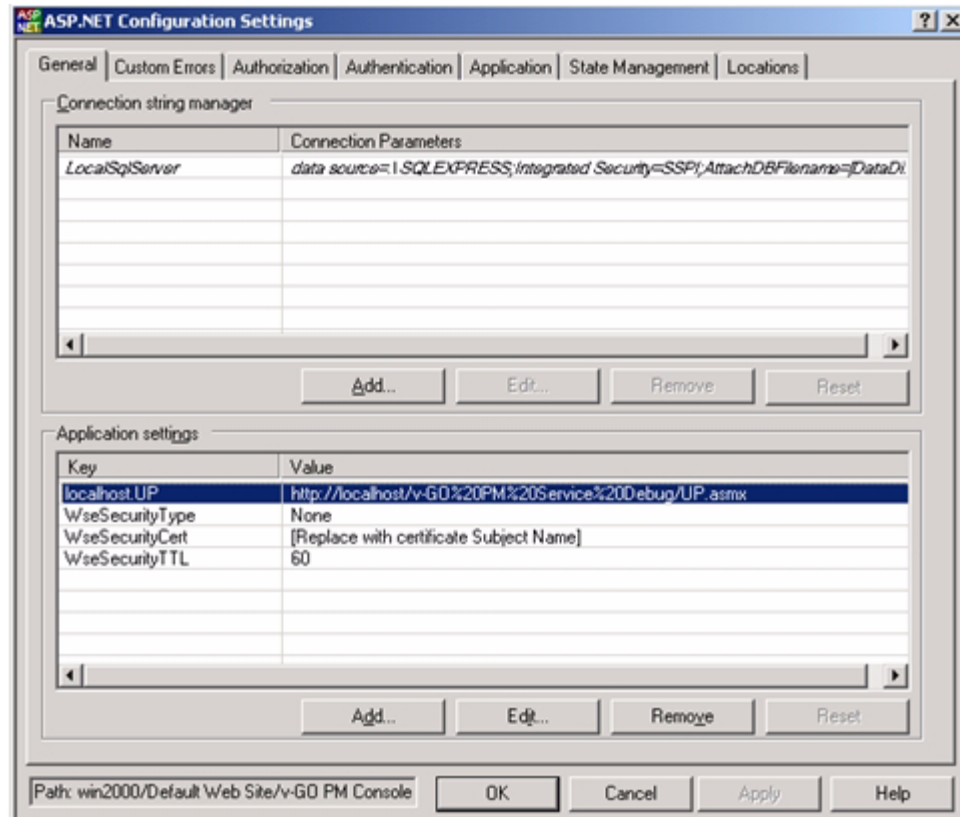 ASP.NET Configuration Settings
General Custom Errors Authorization Authentication Application State Management Locations
Connection string manager
Name Connection Parameters
LocalSqlServer data source=.\SQLEXPRESS;Integrated Security=SSPI;AttachDBFilename=|DataDi
Add... Edit... Remove Reset
Application settings
Key Value
localhost.UP http://localhost/v-GO%20PM%20Service%20Debug/UP.asmx
WseSecurityType None
WseSecurityCert [Replace with certificate Subject Name]
WseSecurityTTL 60
Add... Edit... Remove Reset
Path: win2000/Default Web Site/v-GO PM Console OK Cancel Apply Help